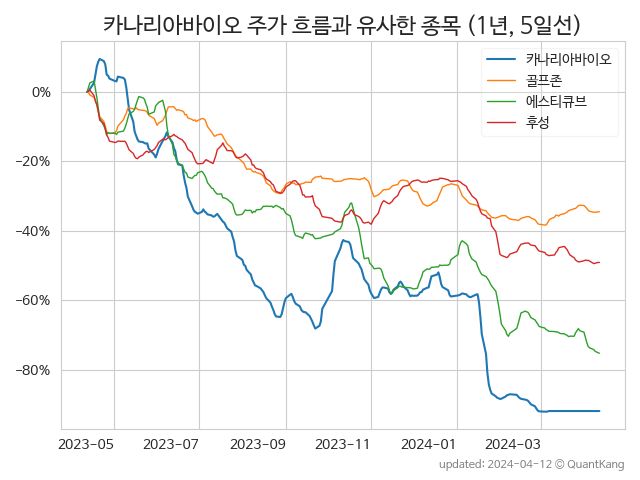 카나리아바이오 주가 흐름과 유사한 종목 (1년, 5일선)
카나리아바이오
골프존
에스티큐브
후성
0%
−20%
−40%
−60%
−80%
2023-05 2023-07 2023-09 2023-11 2024-01 2024-03
updated: 2024-04-12 © QuantKang